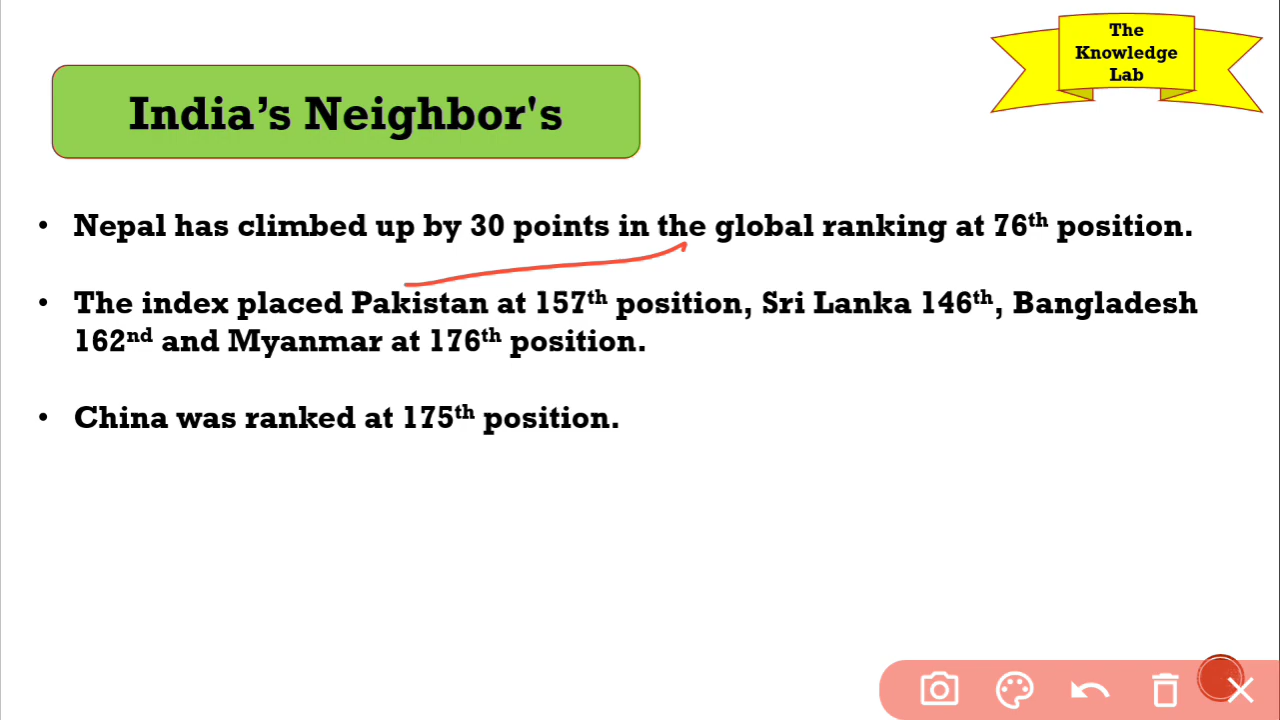 The
Knowledge
Lab
India’s Neighbor's
• Nepal has climbed up by 30 points in the global ranking at 76th position.
• The index placed Pakistan at 157th position, Sri Lanka 146th, Bangladesh
162nd and Myanmar at 176th position.
• China was ranked at 175th position.